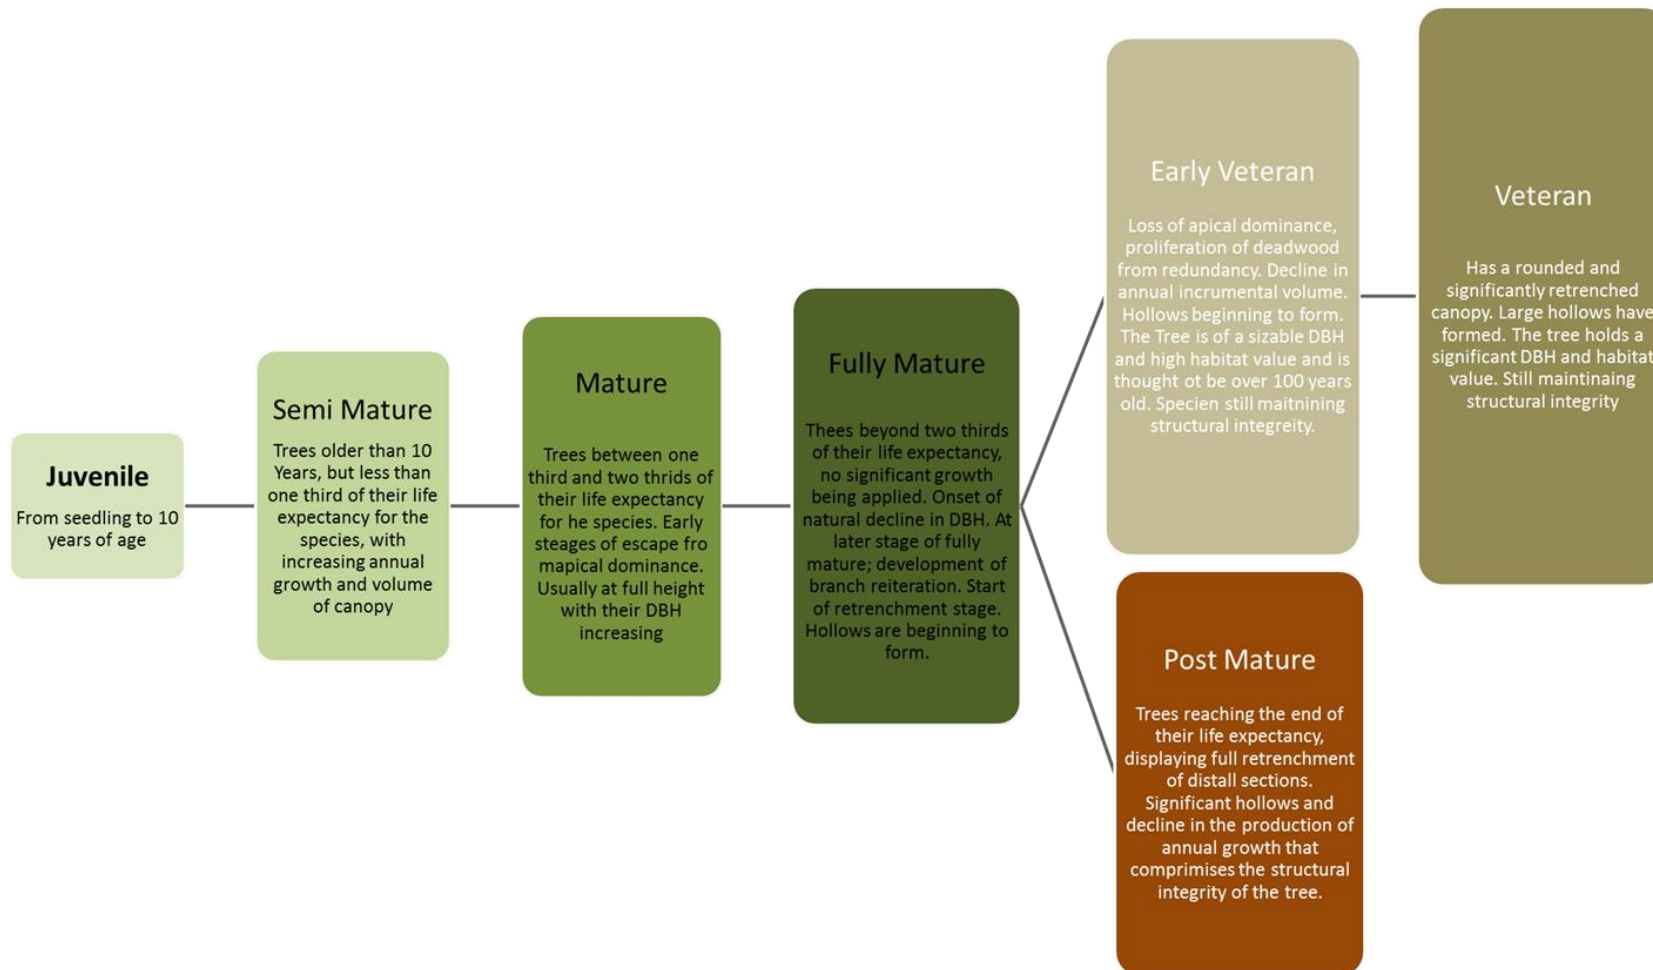 Juvenile
From seedling to 10
years of age
Semi Mature
Trees older than 10
Years, but less than
one third of their life
expectancy for the
species, with
increasing annual
growth and volume
of canopy
Mature
Trees between one
third and two thrids of
their life expectancy
for he species. Early
steages of escape fro
mapical dominance.
Usually at full height
with their DBH
increasing
Fully Mature
Thees beyond two thirds
of their life expectancy,
no significant growth
being applied. Onset of
natural decline in DBH. At
later stage of fully
mature; development of
branch reiteration. Start
of retrenchment stage.
Hollows are beginning to
form.
Early Veteran
Loss of apical dominance,
proliferation of deadwood
from redundancy. Decline in
annual incrumental volume.
Hollows beginning to form.
The Tree is of a sizable DBH
and high habitat value and is
thought ot be over 100 years
old. Specien still maitnining
structural integreity.
Veteran
Has a rounded and
significantly retrenched
canopy. Large hollows have
formed. The tree holds a
significant DBH and habitat
value. Still maintinaing
structural integrity
Post Mature
Trees reaching the end of
their life expectancy,
displaying full retrenchment
of distall sections.
Significant hollows and
decline in the production of
annual growth that
comprimises the structural
integrity of the tree.